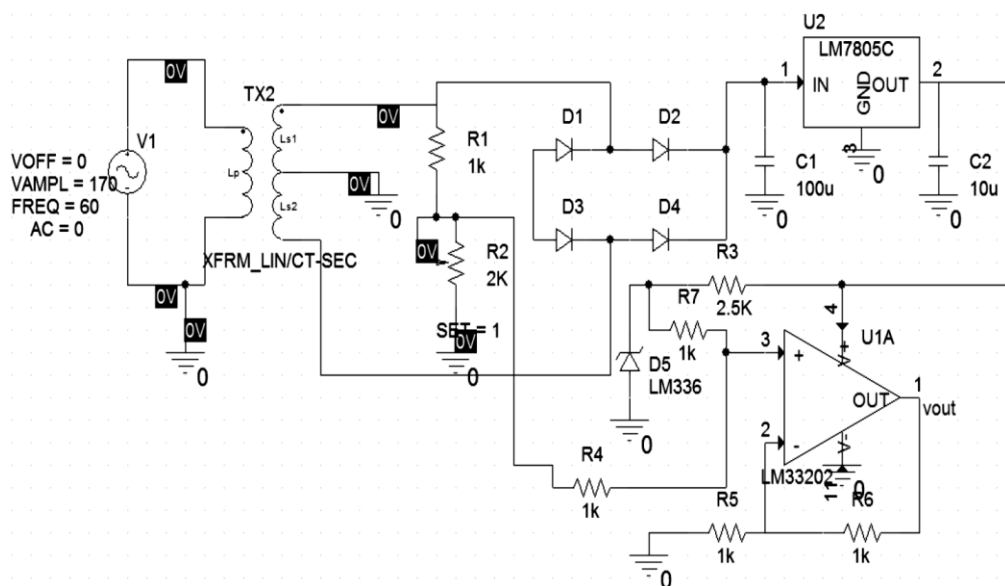 U2
LM7805C
1
IN
OUT
2
GND
3
0
C1
100u
C2
10u
0
0V
TX2
V1
VOFF = 0
VAMPL = 170
FREQ = 60
AC = 0
Lp
Ls1
Ls2
0V
0V
0
XFRM_LIN/CT-SEC
0V
0V
0
R1
1k
0V
R2
2K
SET = 1
0V
0
D1
D2
D3
D4
R3
2.5K
R7
1k
D5
LM336
0
4
V+
U1A
3
+
OUT
1
vout
2
-
V-
LM33202
11
0
R4
1k
R5
1k
R6
1k
0